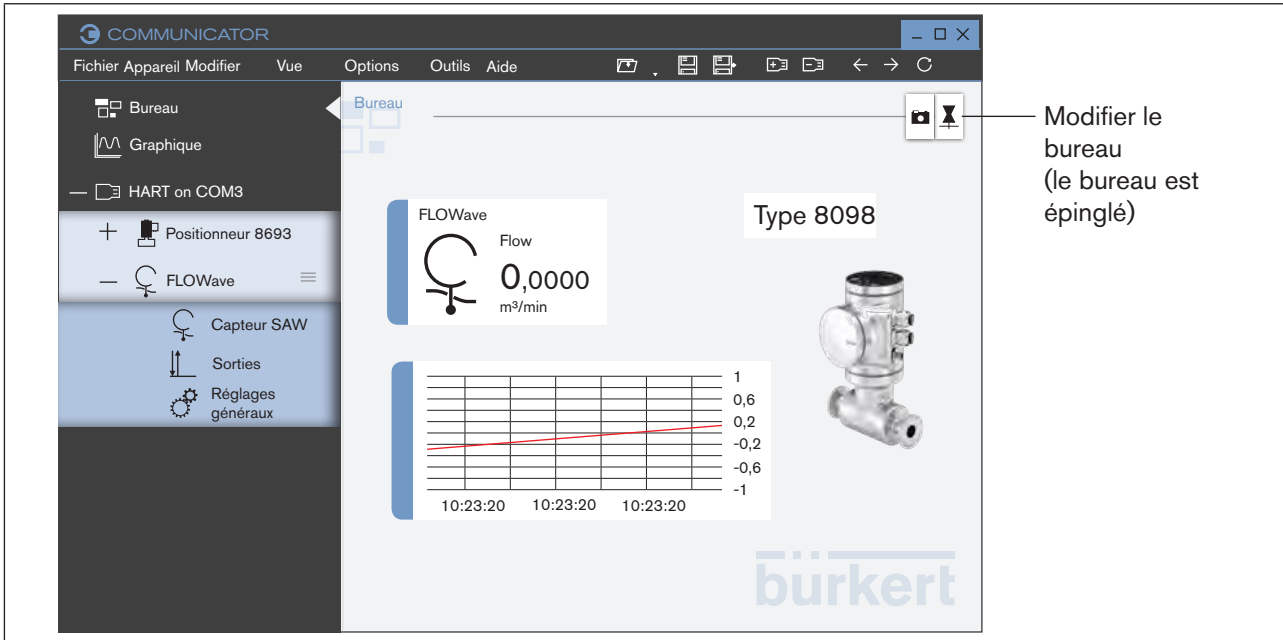 COMMUNICATOR
Fichier Appareil Modifier Vue Options Outils Aide
Bureau
Graphique
HART on COM3
Positionneur 8693
FLOWave
Capteur SAW
Sorties
Réglages
généraux
Bureau
FLOWave
Flow
0,0000
m³/min
Type 8098
1
0,6
0,2
-0,2
-0,6
-1
10:23:20 10:23:20 10:23:20
bürkert
Modifier le
bureau
(le bureau est
épinglé)